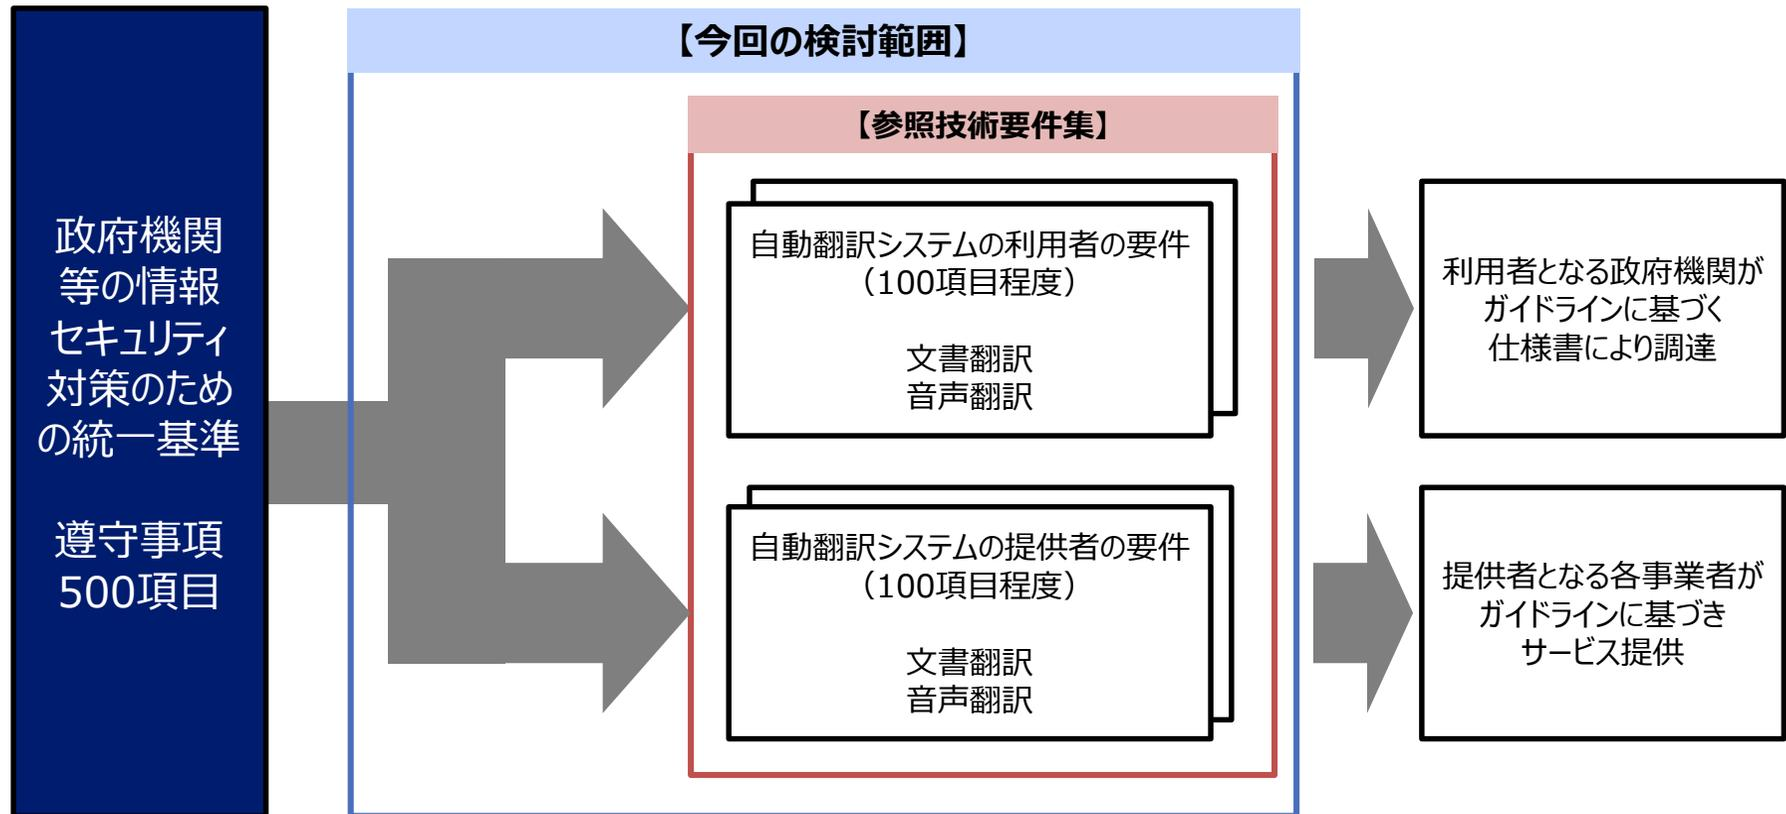 政府機関
等の情報
セキュリティ
対策のため
の統一基準
遵守事項
500項目
【今回の検討範囲】
【参照技術要件集】
自動翻訳システムの利用者の要件
（100項目程度）
文書翻訳
音声翻訳
利用者となる政府機関が
ガイドラインに基づく
仕様書により調達
自動翻訳システムの提供者の要件
（100項目程度）
文書翻訳
音声翻訳
提供者となる各事業者が
ガイドラインに基づき
サービス提供